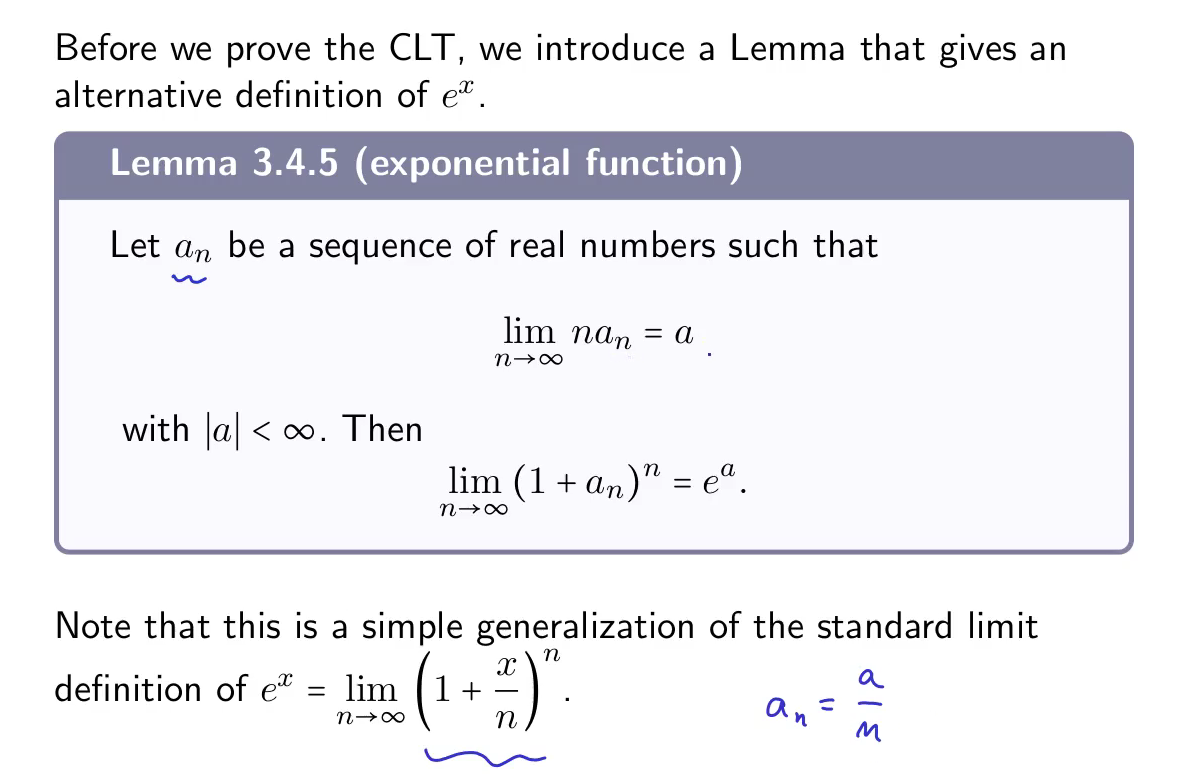 Before we prove the CLT, we introduce a Lemma that gives an
alternative definition of $e^x$.
Lemma 3.4.5 (exponential function)
Let $a_n$ be a sequence of real numbers such that
$\lim_{n\to\infty} na_n = a$
with $|a| < \infty$. Then
$\lim_{n\to\infty} (1 + a_n)^n = e^a.$
Note that this is a simple generalization of the standard limit
definition of $e^x = \lim_{n\to\infty} \left(1 + \frac{x}{n}\right)^n$.
$a_n = \frac{a}{n}$